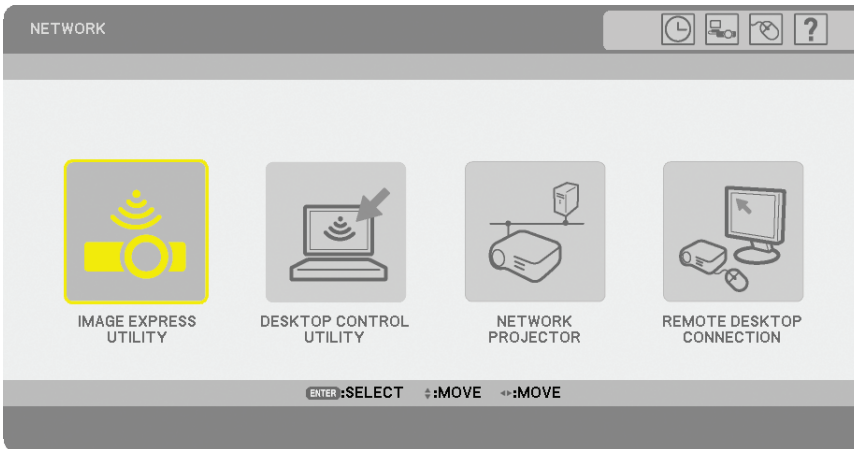 NETWORK
?
IMAGE EXPRESS
UTILITY
DESKTOP CONTROL
UTILITY
NETWORK
PROJECTOR
REMOTE DESKTOP
CONNECTION
ENTER:SELECT :MOVE :MOVE